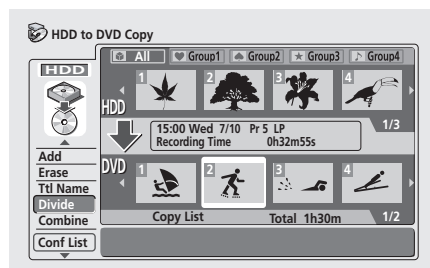 HDD to DVD Copy
All Group1 Group2 Group3 Group4
HDD
HDD 1 2 3 4
15:00 Wed 7/10 Pr 5 LP
Recording Time 0h32m55s
1/3
Add
Erase
Ttl Name
Divide
Combine
Conf List
DVD 1 2 3 4
Copy List Total 1h30m 1/2